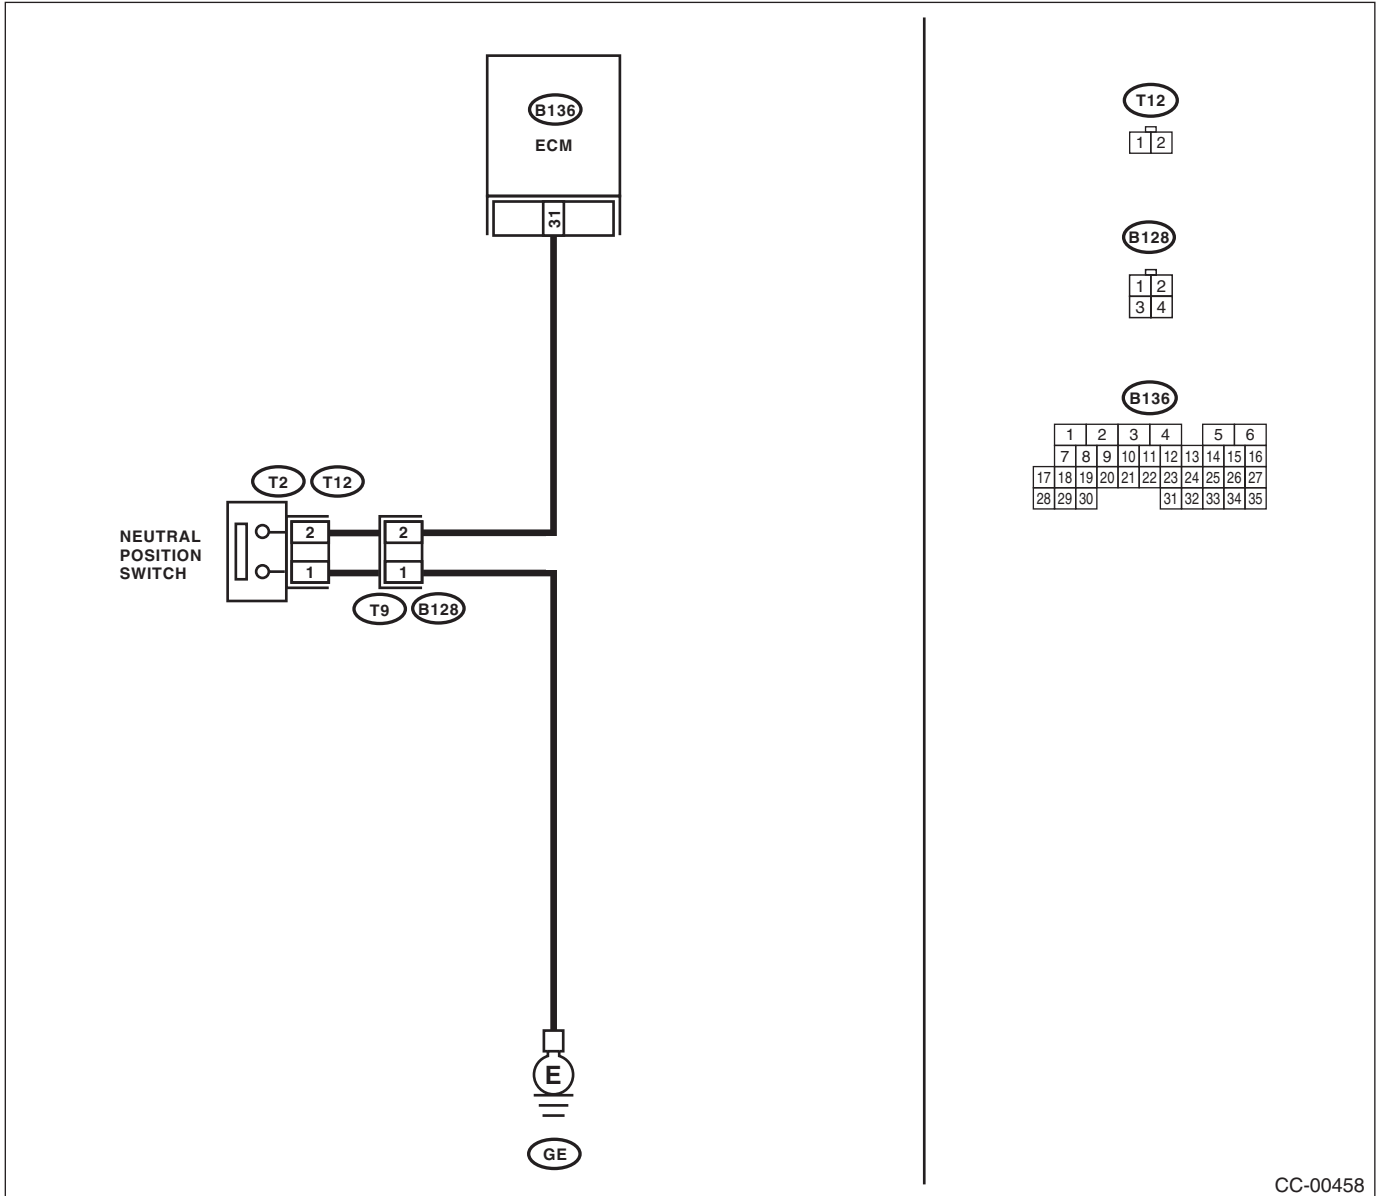 B136
ECM
31
T2 T12
NEUTRAL
POSITION
SWITCH
2 2
1 1
T9 B128
E
GE
T12
1 2
B128
1 2
3 4
B136
1 2 3 4 5 6
7 8 9 10 11 12 13 14 15 16
17 18 19 20 21 22 23 24 25 26 27
28 29 30 31 32 33 34 35
CC-00458